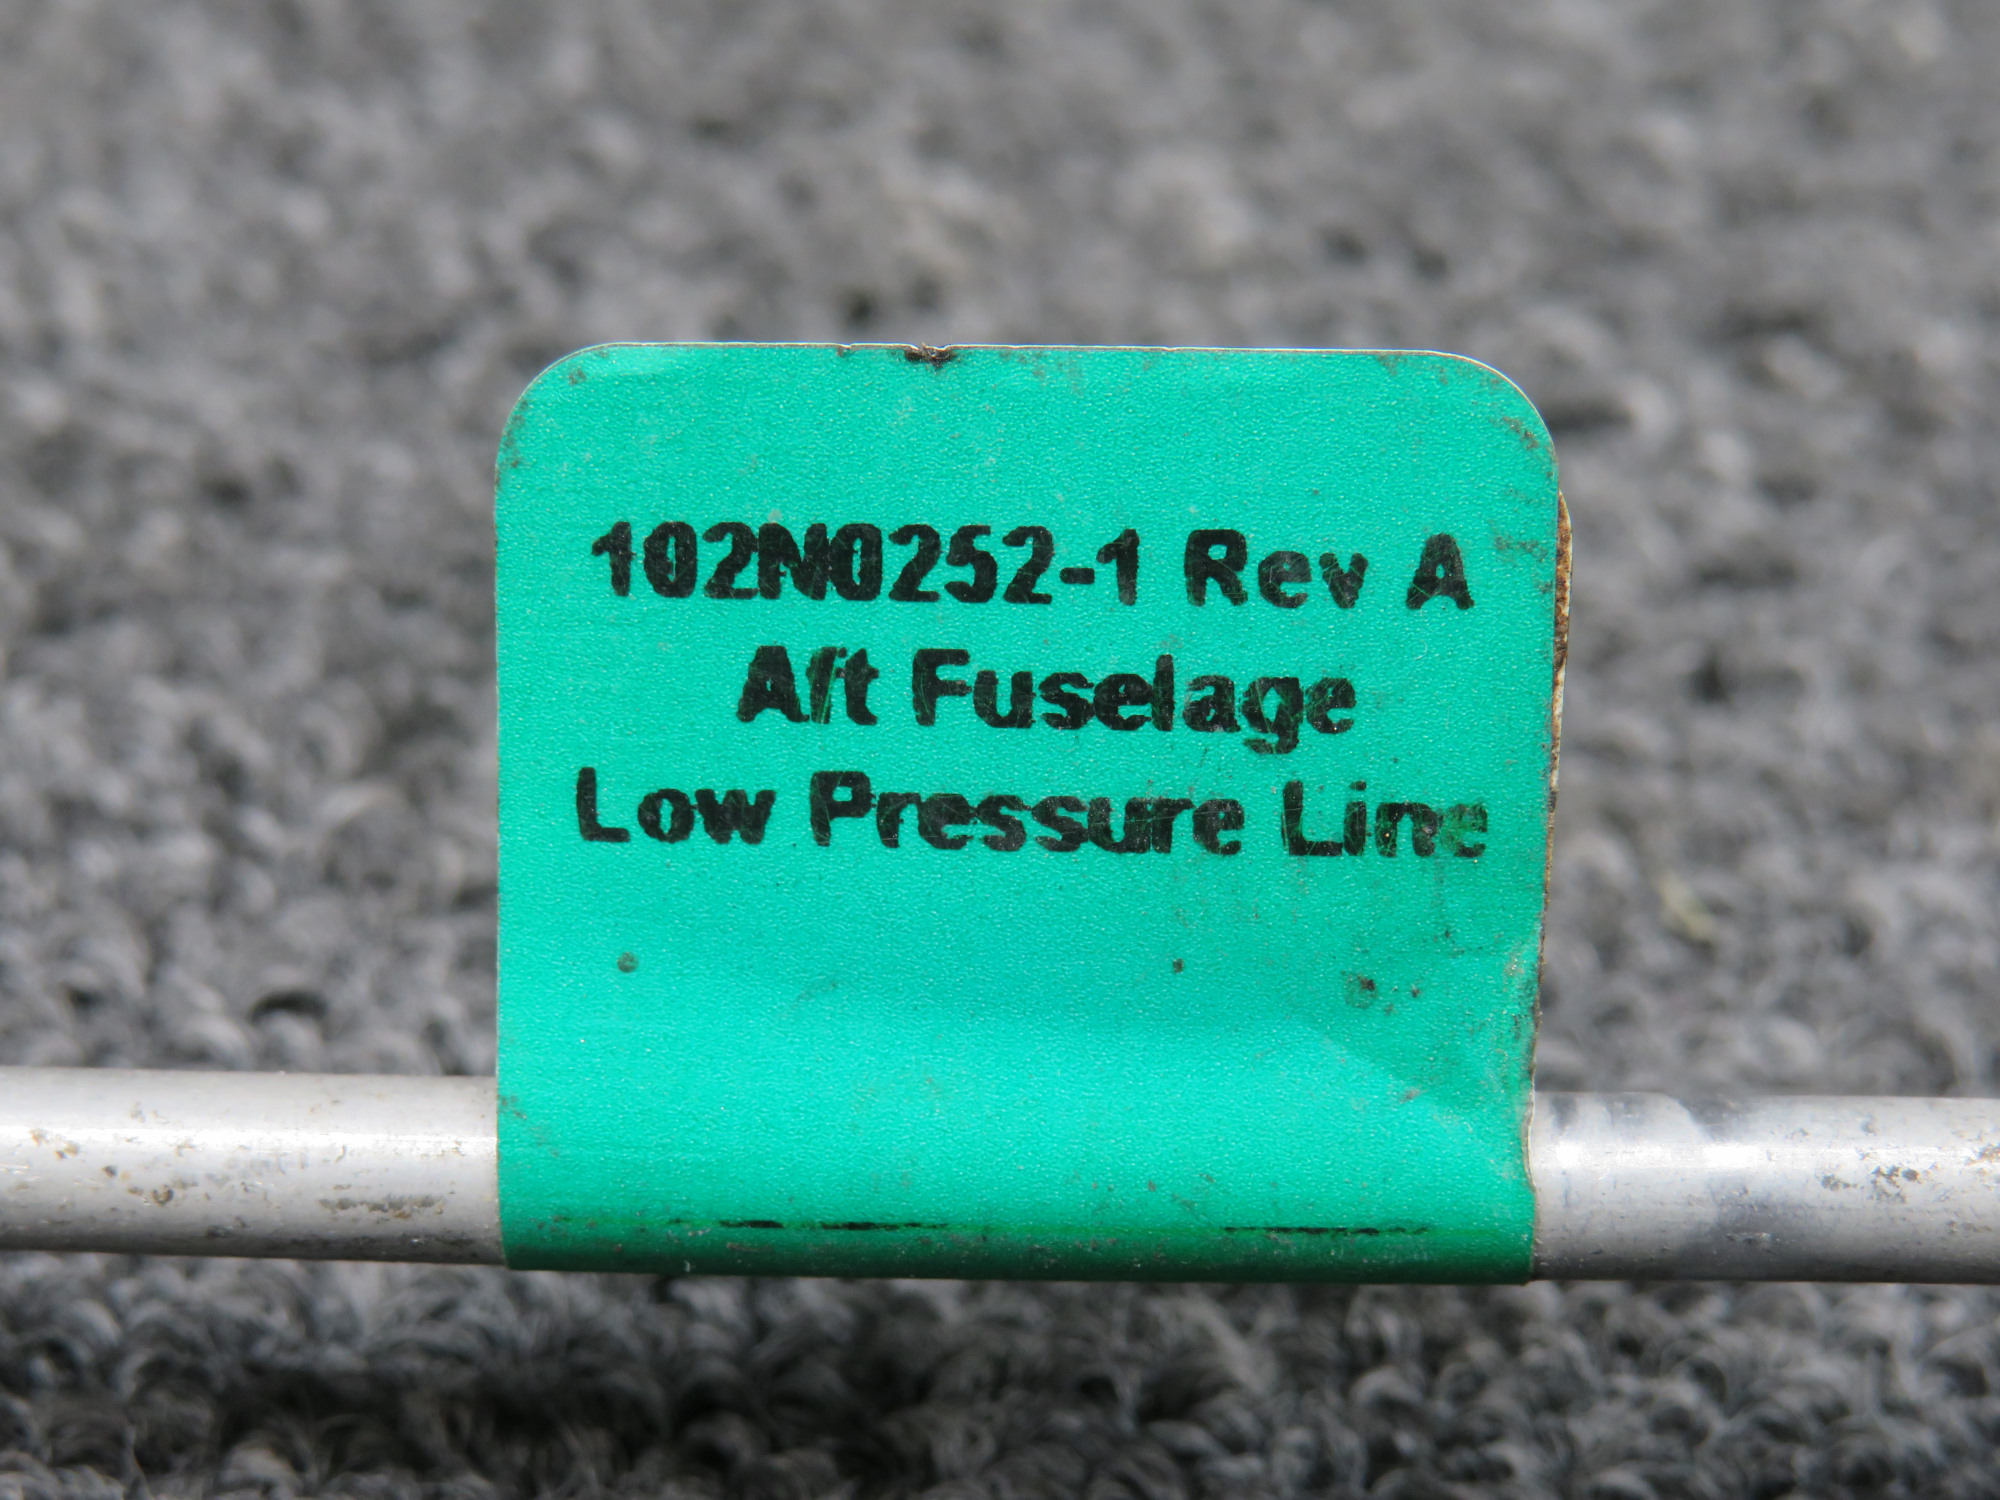 102N0252-1 Rev A
Aft Fuselage
Low Pressure Line